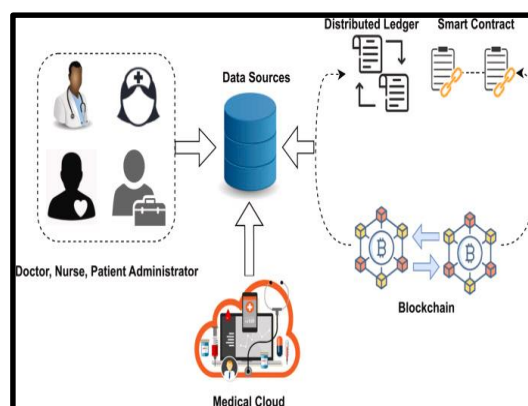 Distributed Ledger
Smart Contract
Data Sources
Doctor, Nurse, Patient Administrator
Blockchain
Medical Cloud